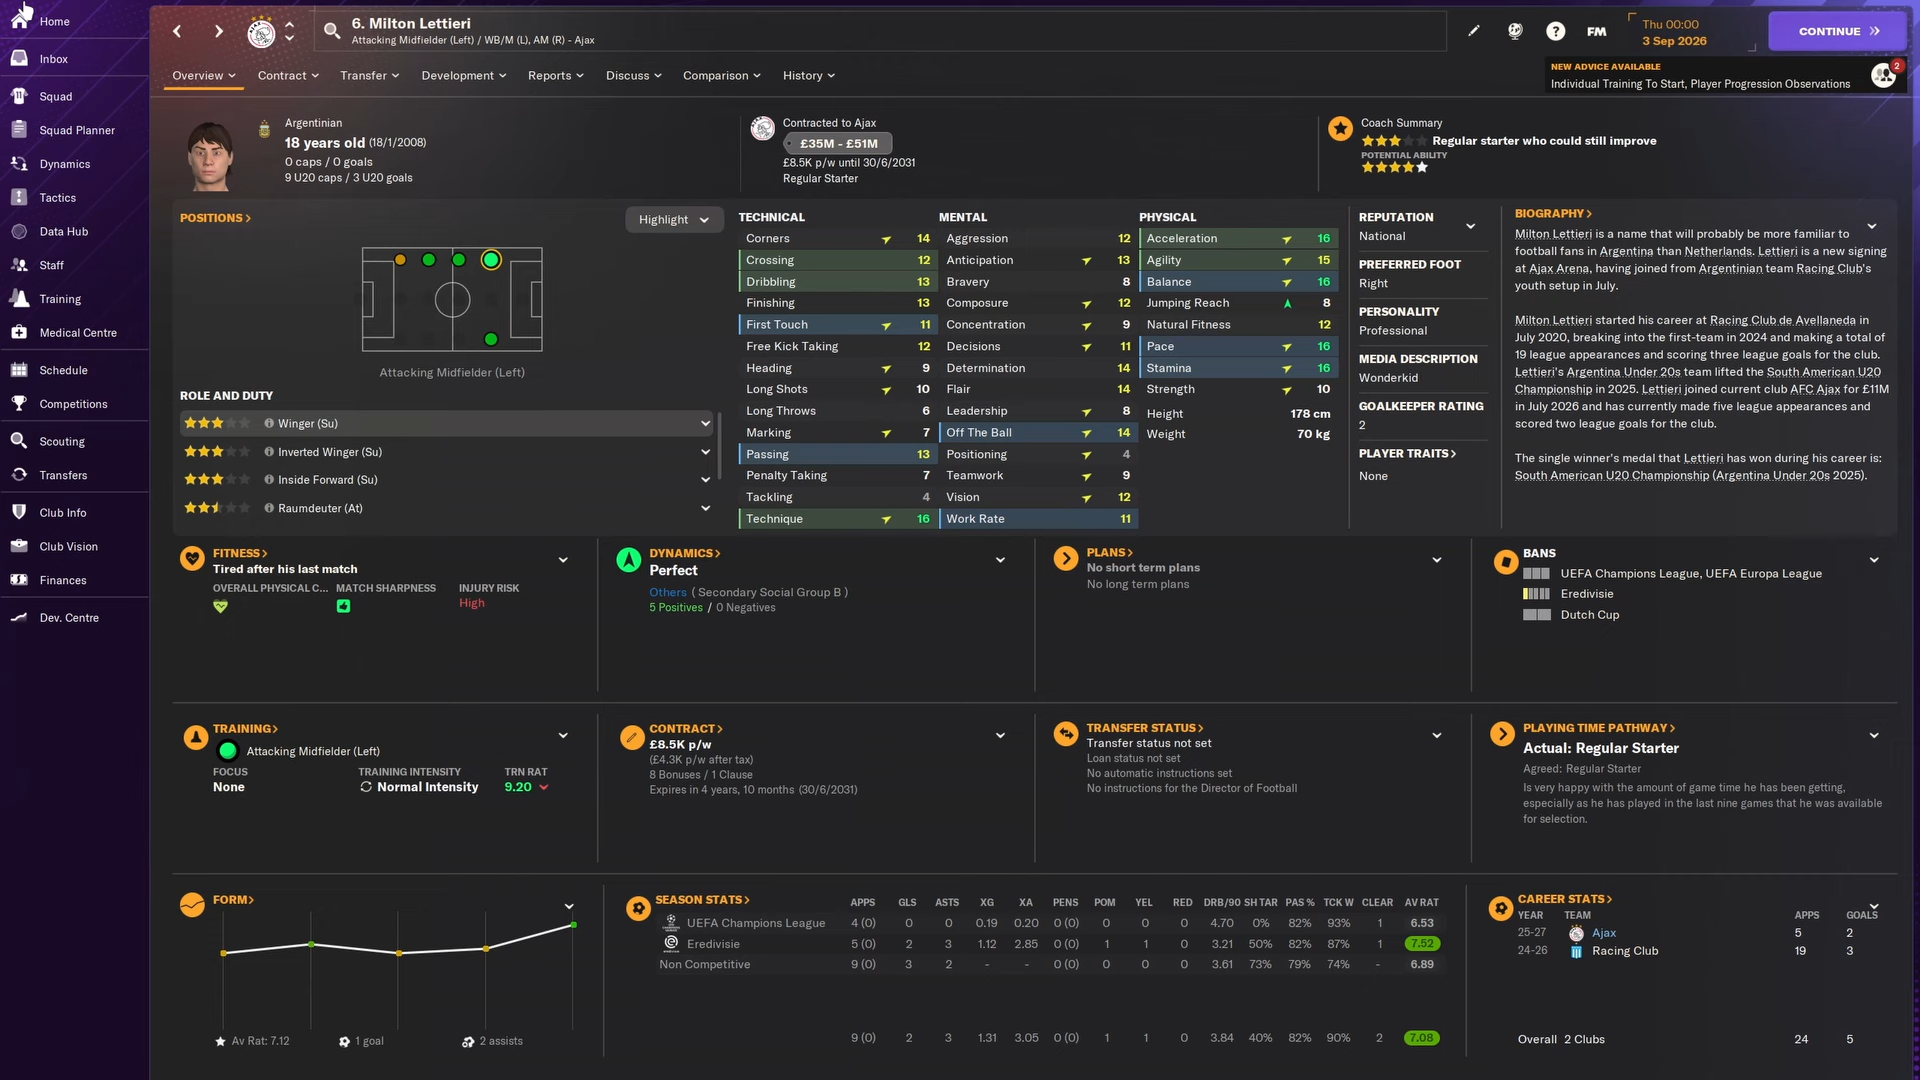 Home
Inbox
Squad
Squad Planner
Dynamics
Tactics
Data Hub
Staff
Training
Medical Centre
Schedule
Competitions
Scouting
Transfers
Club Info
Club Vision
Finances
Dev. Centre
6. Milton Lettieri
Attacking Midfielder (Left) / WB/M (L), AM (R) - Ajax
FM
Thu 00:00
3 Sep 2026
CONTINUE
Overview Contract Transfer Development Reports Discuss Comparison History
NEW ADVICE AVAILABLE
Individual Training To Start, Player Progression Observations
2
Argentinian
18 years old (18/1/2008)
0 caps / 0 goals
9 U20 caps / 3 U20 goals
Contracted to Ajax
£35M - £51M
£8.5K p/w until 30/6/2031
Regular Starter
Coach Summary
Regular starter who could still improve
POTENTIAL ABILITY
POSITIONS
Highlight
Attacking Midfielder (Left)
ROLE AND DUTY
Winger (Su)
Inverted Winger (Su)
Inside Forward (Su)
Raumdeuter (At)
TECHNICAL
Corners 14
Crossing 12
Dribbling 13
Finishing 13
First Touch 11
Free Kick Taking 12
Heading 9
Long Shots 10
Long Throws 6
Marking 7
Passing 13
Penalty Taking 7
Tackling 4
Technique 16
MENTAL
Aggression 12
Anticipation 13
Bravery 8
Composure 12
Concentration 9
Decisions 11
Determination 14
Flair 14
Leadership 8
Off The Ball 14
Positioning 4
Teamwork 9
Vision 12
Work Rate 11
PHYSICAL
Acceleration 16
Agility 15
Balance 16
Jumping Reach 8
Natural Fitness 12
Pace 16
Stamina 16
Strength 10
Height 178 cm
Weight 70 kg
REPUTATION
National
PREFERRED FOOT
Right
PERSONALITY
Professional
MEDIA DESCRIPTION
Wonderkid
GOALKEEPER RATING
2
PLAYER TRAITS
None
BIOGRAPHY
Milton Lettieri is a name that will probably be more familiar to
football fans in Argentina than Netherlands. Lettieri is a new signing
at Ajax Arena, having joined from Argentinian team Racing Club's
youth setup in July.
Milton Lettieri started his career at Racing Club de Avellaneda in
July 2020, breaking into the first-team in 2024 and making a total of
19 league appearances and scoring three league goals for the club.
Lettieri's Argentina Under 20s team lifted the South American U20
Championship in 2025. Lettieri joined current club AFC Ajax for £11M
in July 2026 and has currently made five league appearances and
scored two league goals for the club.
The single winner's medal that Lettieri has won during his career is:
South American U20 Championship (Argentina Under 20s 2025).
FITNESS
Tired after his last match
OVERALL PHYSICAL C... MATCH SHARPNESS INJURY RISK
High
DYNAMICS
Perfect
Others ( Secondary Social Group B )
5 Positives / 0 Negatives
PLANS
No short term plans
No long term plans
BANS
UEFA Champions League, UEFA Europa League
Eredivisie
Dutch Cup
TRAINING
Attacking Midfielder (Left)
FOCUS TRAINING INTENSITY TRN RAT
None Normal Intensity 9.20
CONTRACT
£8.5K p/w
(£4.3K p/w after tax)
8 Bonuses / 1 Clause
Expires in 4 years, 10 months (30/6/2031)
TRANSFER STATUS
Transfer status not set
Loan status not set
No automatic instructions set
No instructions for the Director of Football
PLAYING TIME PATHWAY
Actual: Regular Starter
Agreed: Regular Starter
Is very happy with the amount of game time he has been getting,
especially as he has played in the last nine games that he was available
for selection.
FORM
Av Rat: 7.12 1 goal 2 assists
SEASON STATS APPS GLS ASTS XG XA PENS POM YEL RED DRB/90 SH TAR PAS % TCK W CLEAR AV RAT
UEFA Champions League 4 (0) 0 0 0.19 0.20 0 (0) 0 0 0 4.70 0% 82% 93% 1 6.53
Eredivisie 5 (0) 2 3 1.12 2.85 0 (0) 1 1 0 3.21 50% 82% 87% 1 7.52
Non Competitive 9 (0) 3 2 - - 0 (0) 0 0 0 3.61 73% 79% 74% - 6.89
9 (0) 2 3 1.31 3.05 0 (0) 1 1 0 3.84 40% 82% 90% 2 7.08
CAREER STATS
YEAR TEAM APPS GOALS
25-27 Ajax 5 2
24-26 Racing Club 19 3
Overall 2 Clubs 24 5